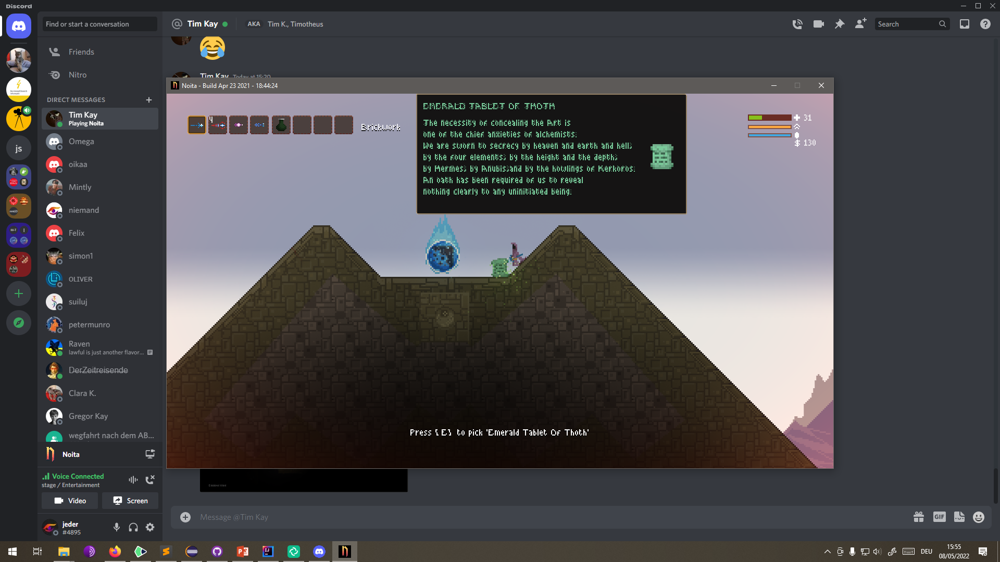 Discord
Find or start a conversation
Friends
Nitro
DIRECT MESSAGES
Tim Kay
Playing Noita
Omega
oikaa
Mintly
niemand
Felix
simon1
OLIVER
suiluj
petermunro
Raven
lawful is just another flavor...
DerZeitreisende
Clara K.
Gregor Kay
wegfahrt nach dem AB...
Noita
Voice Connected
stage / Entertainment
Video
Screen
jeder
#4895
js
Tim Kay
AKA
Tim K., Timotheus
Search
Tim Kay Today at 15:20
Noita - Build Apr 23 2021 - 18:44:24
4
Brickwork
EMERALD TABLET OF THOTH
The necessity of concealing the Art is
one of the chief anxieties of alchemists.
We are sworn to secrecy by heaven and earth and hell;
by the four elements; by the height and the depth;
by Hermes; by Anubis;and by the howlings of Kerkoros;
An oath has been required of us to reveal
nothing clearly to any uninitiated being.
31
$ 130
Press [ E ] to pick 'Emerald Tablet Of Thoth'
Message @Tim Kay
GIF
DEU
15:55
08/05/2022